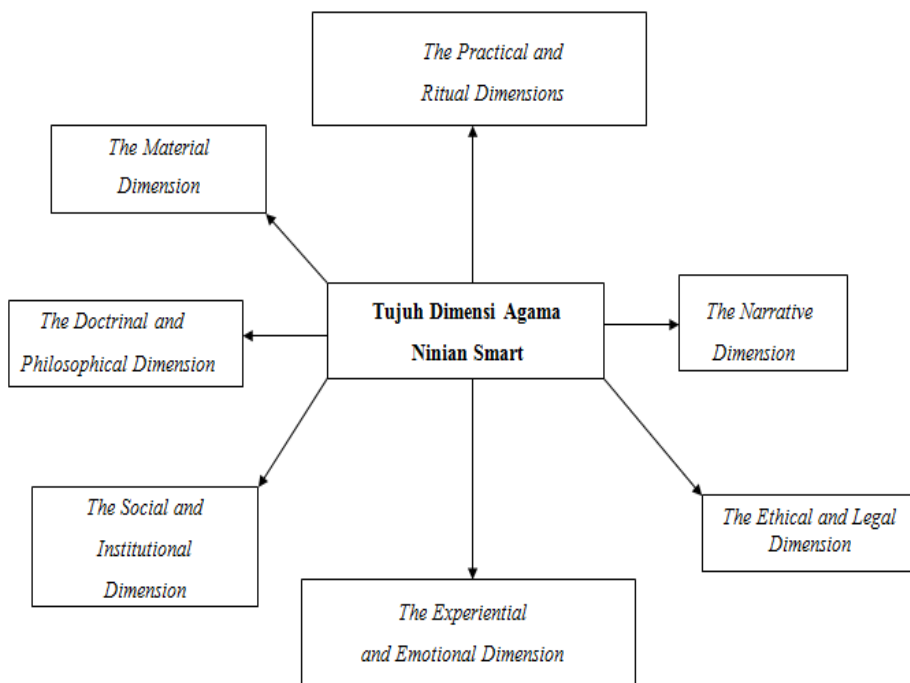 The Practical and
Ritual Dimensions
The Material
Dimension
The Doctrinal and
Philosophical Dimension
Tujuh Dimensi Agama
Ninian Smart
The Narrative
Dimension
The Social and
Institutional
Dimension
The Ethical and Legal
Dimension
The Experiential
and Emotional Dimension